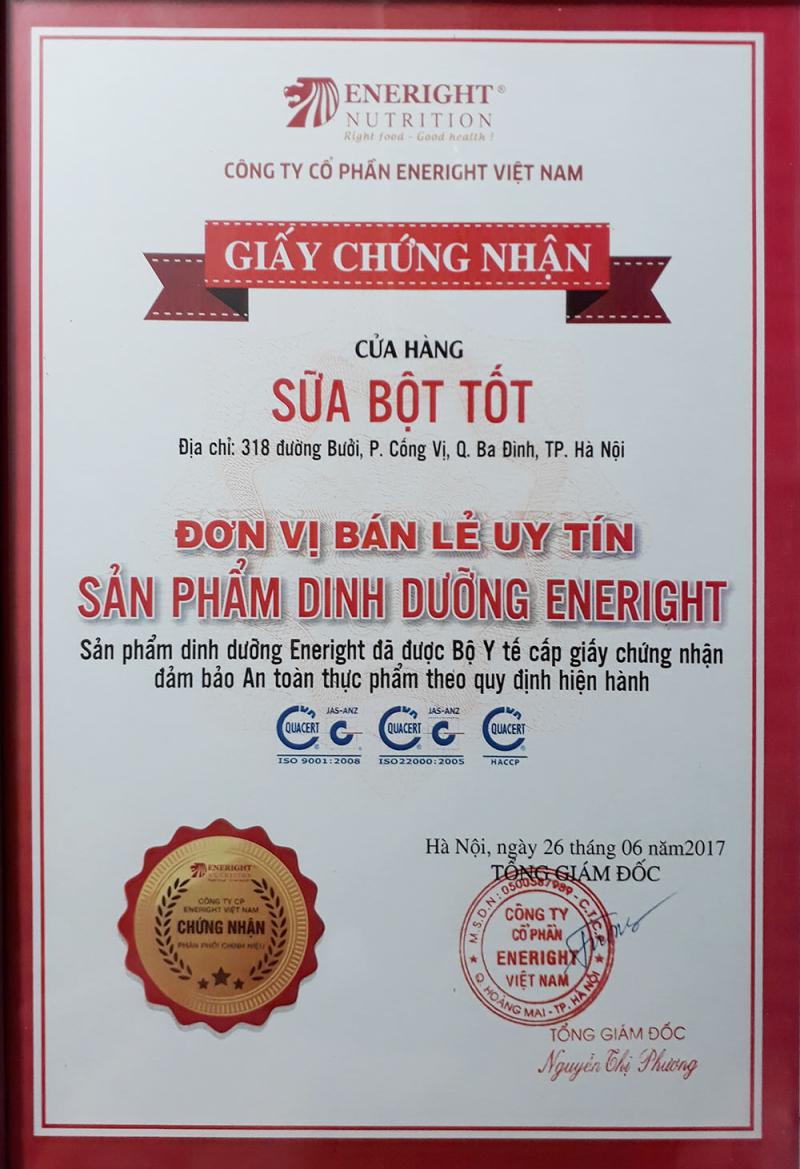 ENERIGHT®
NUTRITION
Right food - Good health !
CÔNG TY CỔ PHẦN ENERIGHT VIỆT NAM
GIẤY CHỨNG NHẬN
CỬA HÀNG
SỮA BỘT TỐT
Địa chỉ: 318 đường Bưởi, P. Cống Vị, Q. Ba Đình, TP. Hà Nội
ĐƠN VỊ BÁN LẺ UY TÍN
SẢN PHẨM DINH DƯỠNG ENERIGHT
Sản phẩm dinh dưỡng Eneright đã được Bộ Y tế cấp giấy chứng nhận
đảm bảo An toàn thực phẩm theo quy định hiện hành
QUACERT JAS-ANZ QUACERT JAS-ANZ QUACERT
ISO 9001:2008 ISO22000:2005 HACCP
Hà Nội, ngày 26 tháng 06 năm2017
TỔNG GIÁM ĐỐC
ENERIGHT
NUTRITION
CÔNG TY CP
ENERIGHT VIỆT NAM
CHỨNG NHẬN
PHÂN PHỐI CHÍNH HIỆU
M.S.D.N: 0500587989 - C.T.C.P
CÔNG TY
CỔ PHẦN
ENERIGHT
VIỆT NAM
Q. HOÀNG MAI - TP. HÀ NỘI
TỔNG GIÁM ĐỐC
Nguyễn Thị Phương